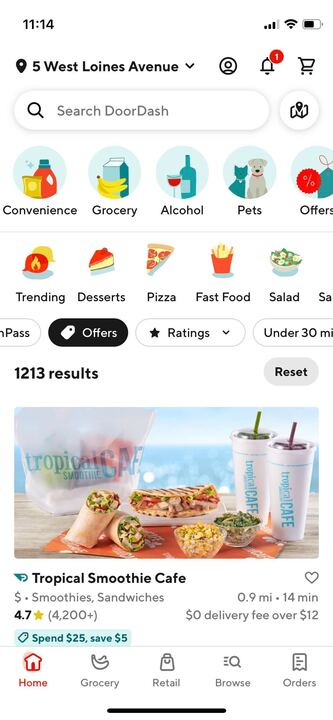 11:14
5 West Loines Avenue
1
Search DoorDash
Convenience Grocery Alcohol Pets Offers
%
Trending Desserts Pizza Fast Food Salad Sa
nPass Offers Ratings Under 30 mi
1213 results Reset
tropical CAFE
SMOOTHIE
tropical CAFE
tropical CAFE
Tropical Smoothie Cafe
$ • Smoothies, Sandwiches 0.9 mi • 14 min
4.7 (4,200+) $0 delivery fee over $12
Spend $25, save $5
Home Grocery Retail Browse Orders